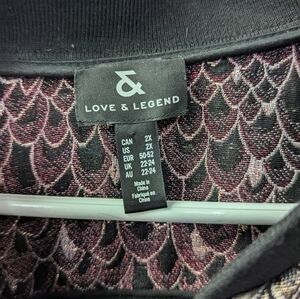 &
LOVE & LEGEND
CAN 2X
US 2X
EUR 50-52
UK 22-24
AU 22-24
Made in
China
Fabriqué en
Chine